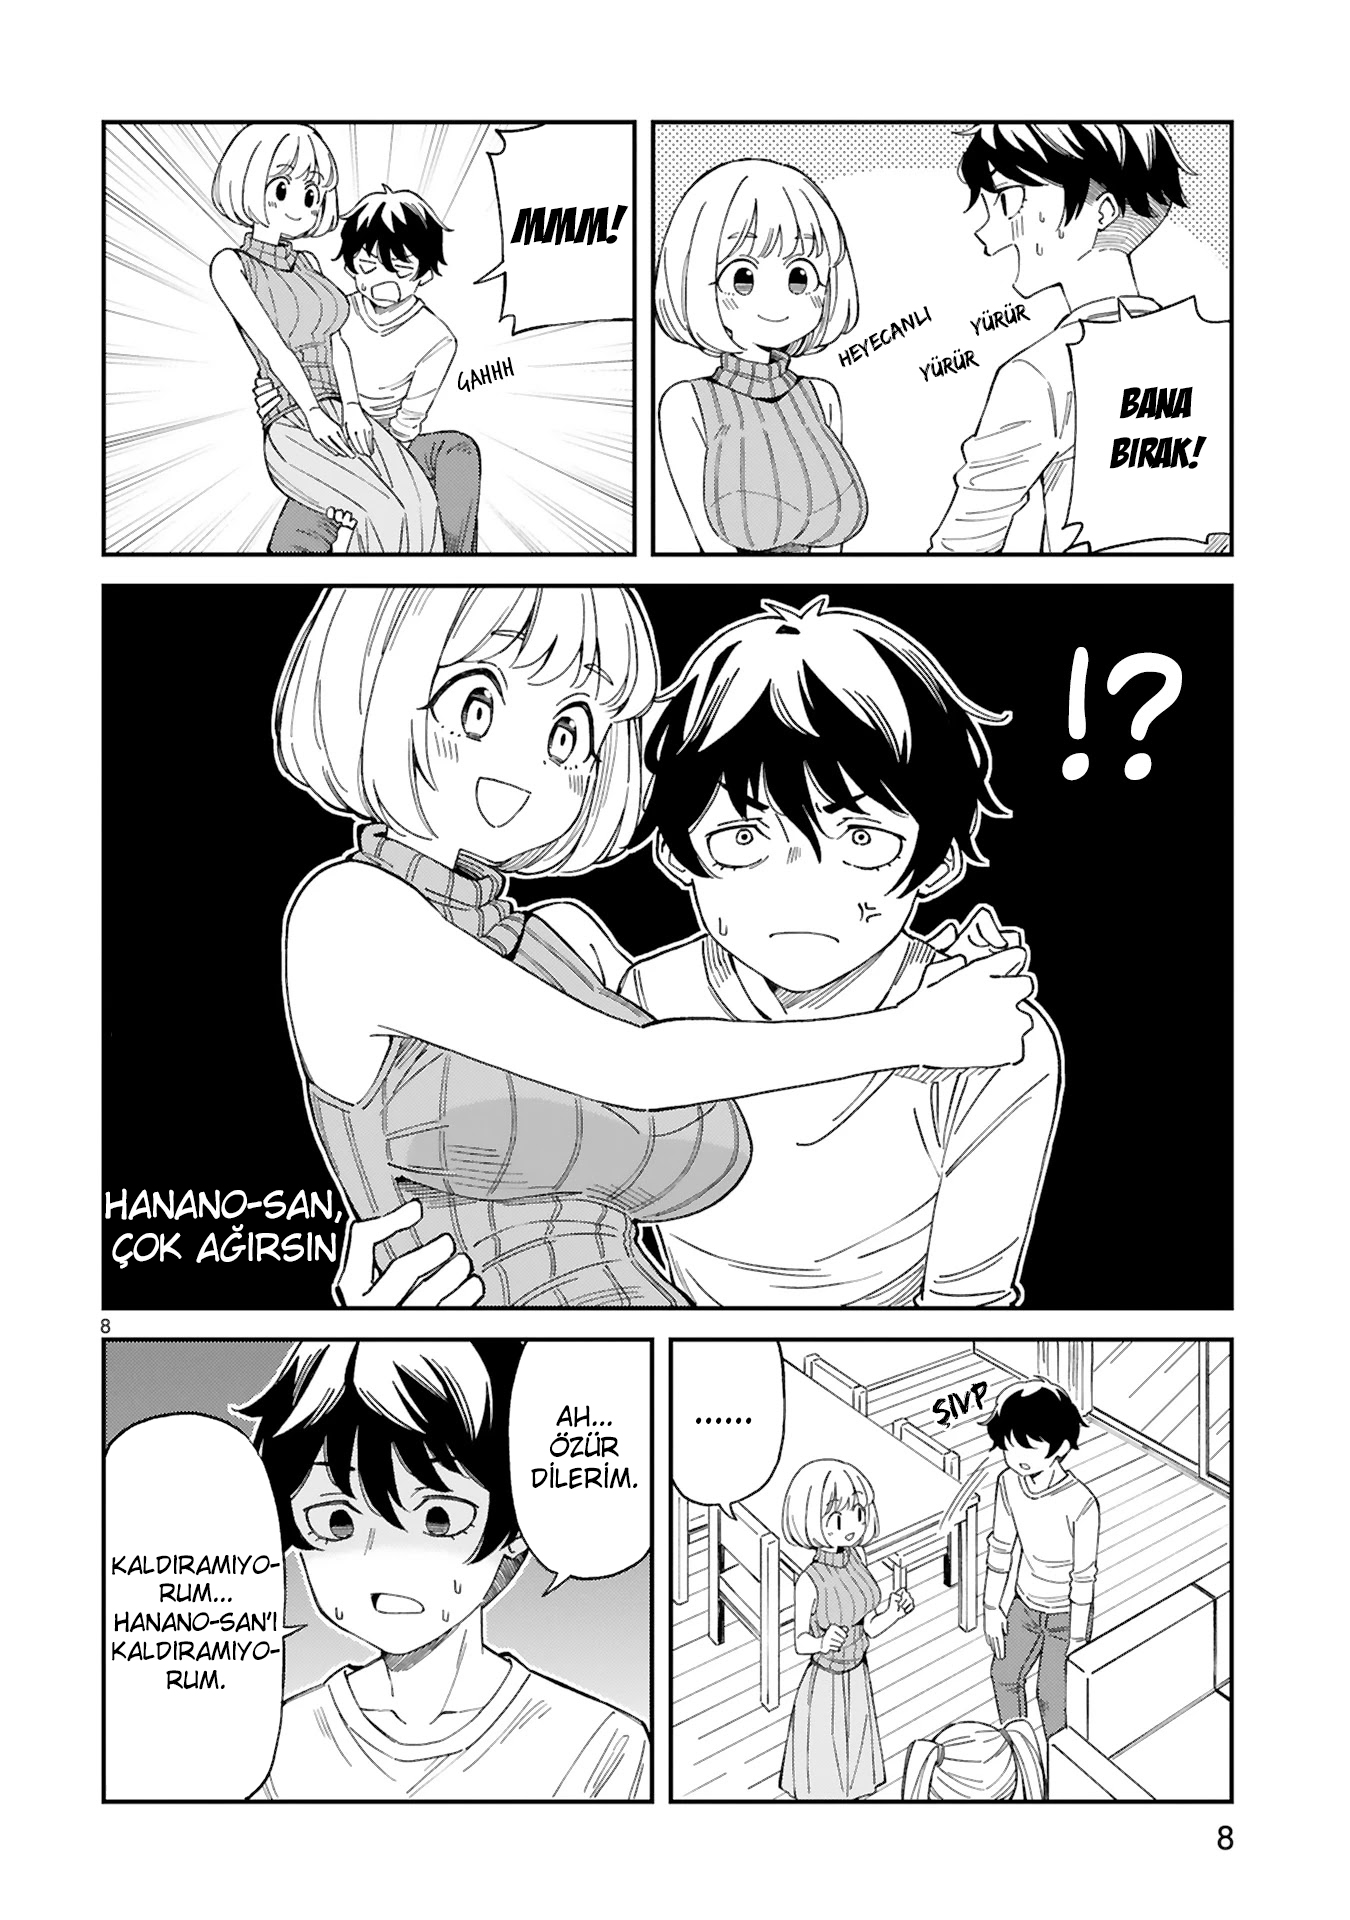 BANA
BIRAK!
YÜRÜR
YÜRÜR
HEYECANLI
MMM!
GAHHH
!?
HANANO-SAN,
ÇOK AĞIRSIN
8
ŞIVP
......
AH...
ÖZÜR
DİLERİM.
KALDIRAMIYO-
RUM...
HANANO-SAN'I
KALDIRAMIYO-
RUM.
8